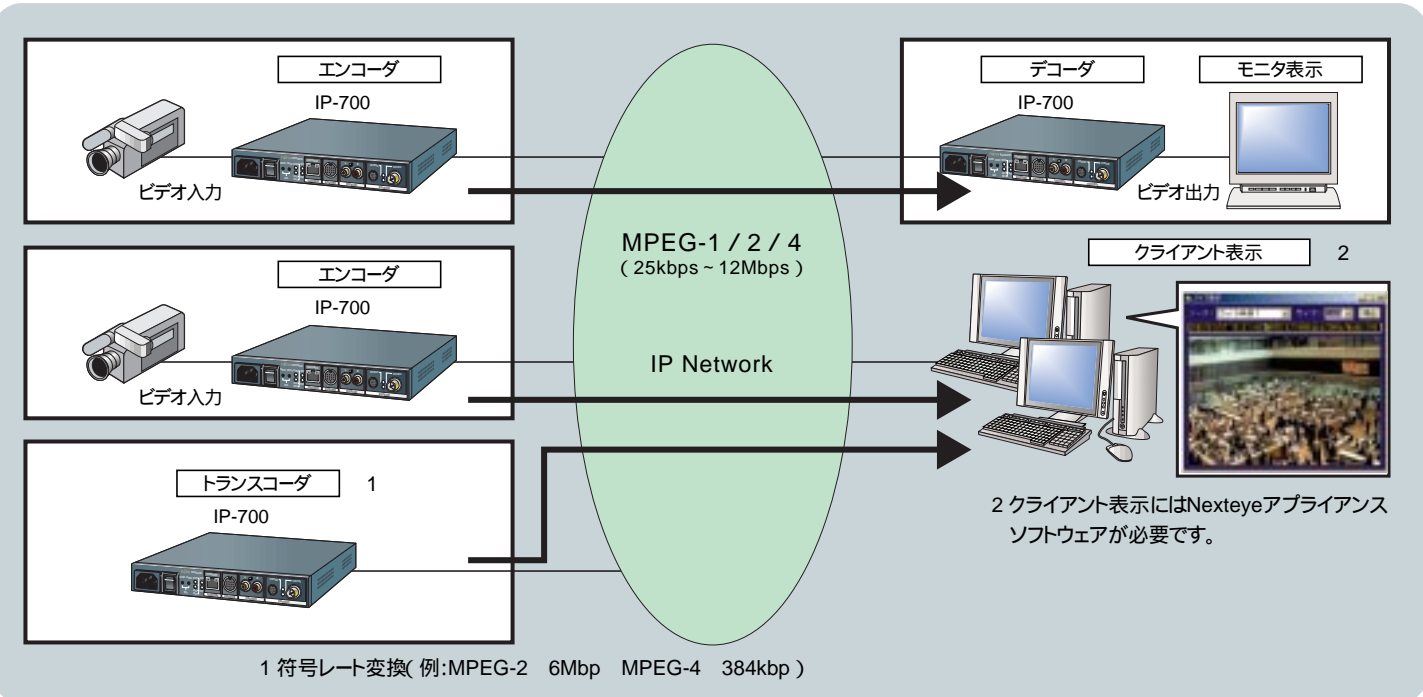 エンコーダ
IP-700
ビデオ入力
エンコーダ
IP-700
ビデオ入力
トランスコーダ 1
IP-700
MPEG-1 / 2 / 4
( 25kbps ~ 12Mbps )
IP Network
デコーダ
IP-700
モニタ表示
ビデオ出力
クライアント表示 2
2 クライアント表示にはNexteyeアプライアンス
ソフトウェアが必要です。
1 符号レート変換( 例:MPEG-2 6Mbp MPEG-4 384kbp )